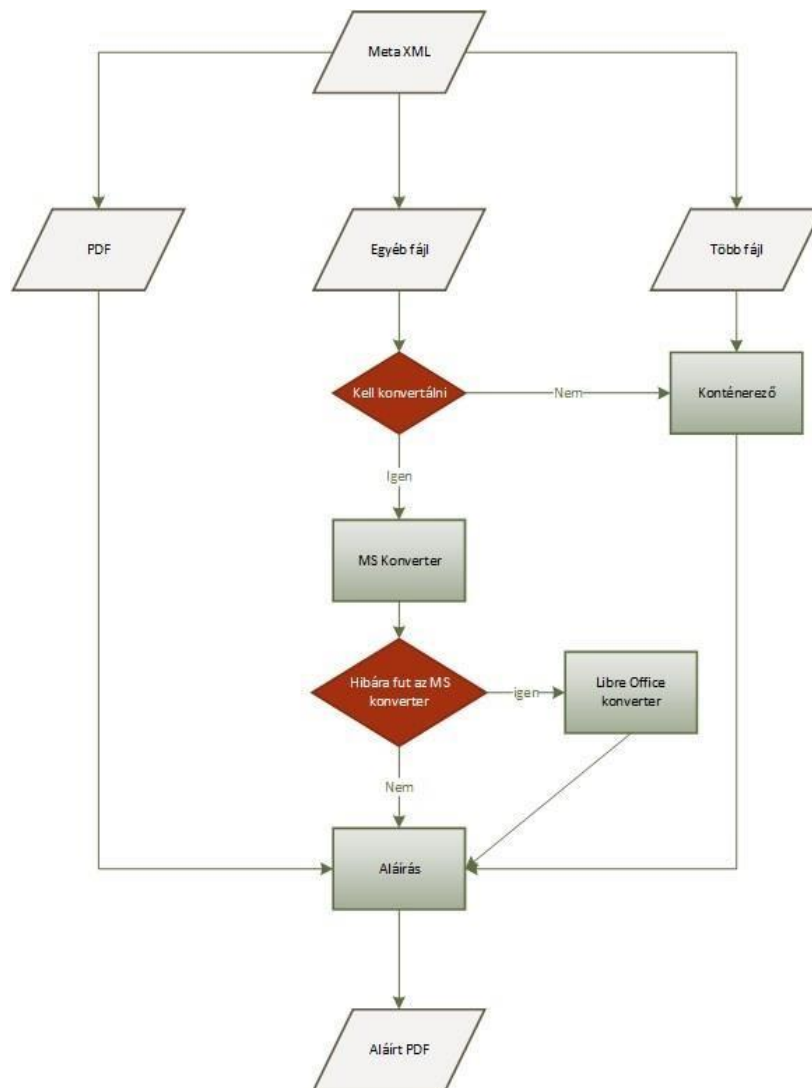 Meta XML
PDF
Egyéb fájl
Több fájl
Kell konvertálni
Nem
Konténerező
Igen
MS Konverter
Hibára fut az MS
konverter
igen
Libre Office
konverter
Nem
Aláírás
Aláírt PDF